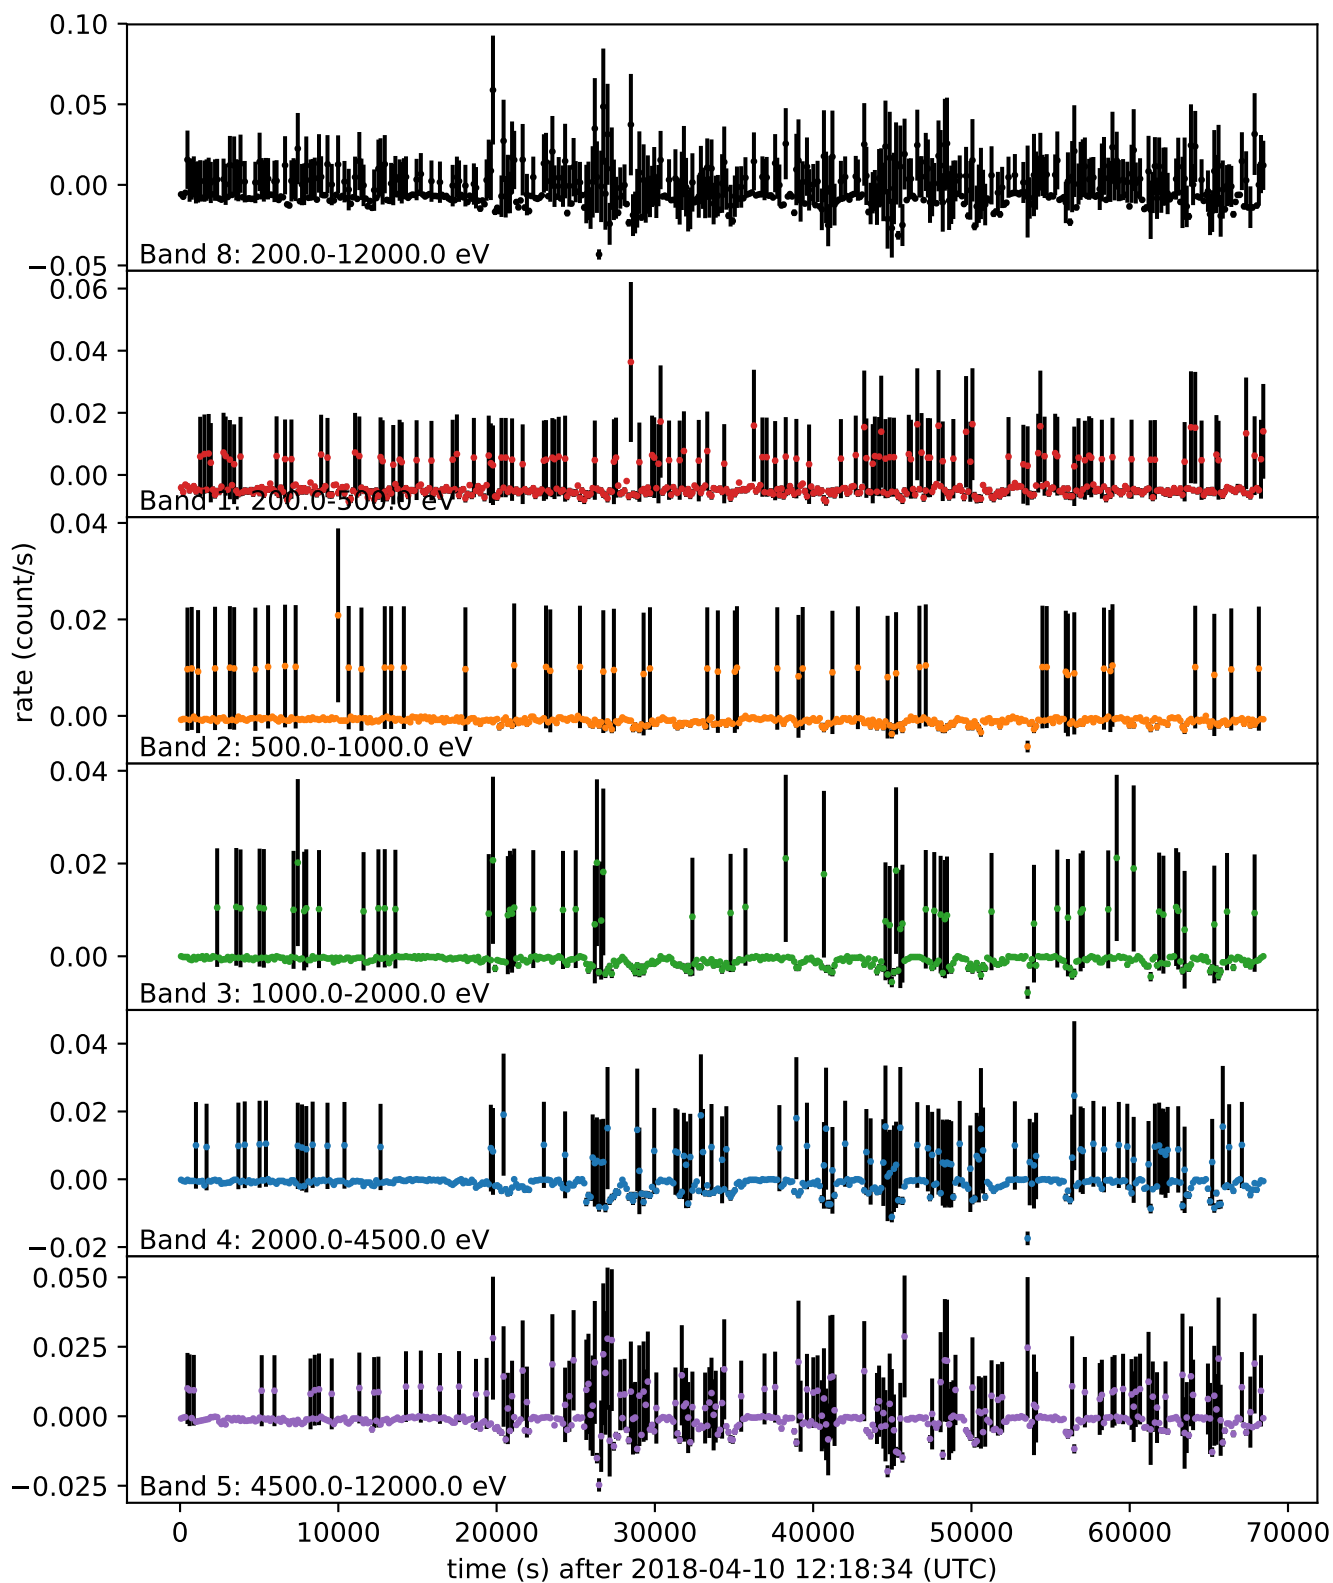 0.10
0.05
0.00
−0.05
Band 8: 200.0-12000.0 eV
0.06
0.04
0.02
0.00
Band 1: 200.0-500.0 eV
0.04
0.02
0.00
Band 2: 500.0-1000.0 eV
rate (count/s)
0.04
0.02
0.00
Band 3: 1000.0-2000.0 eV
0.04
0.02
0.00
−0.02
Band 4: 2000.0-4500.0 eV
0.050
0.025
0.000
−0.025
Band 5: 4500.0-12000.0 eV
0 10000 20000 30000 40000 50000 60000 70000
time (s) after 2018-04-10 12:18:34 (UTC)